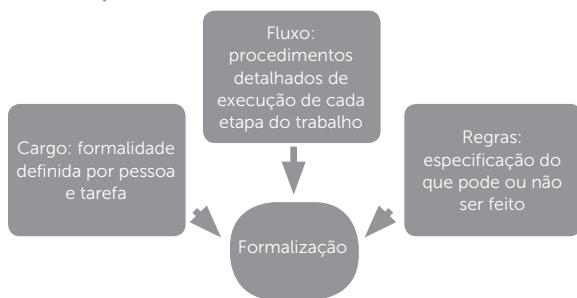 Fluxo:
procedimentos
detalhados de
execução de cada
etapa do trabalho
Cargo: formalidade
definida por pessoa
e tarefa
Regras:
especificação do
que pode ou não
ser feito
Formalização